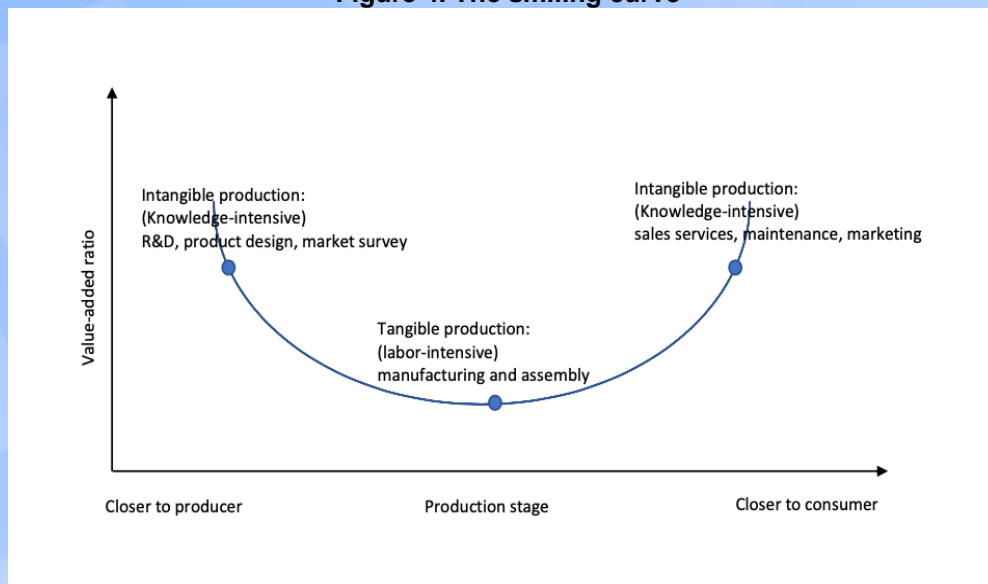 Intangible production:
(Knowledge-intensive)
R&D, product design, market survey
Intangible production:
(Knowledge-intensive)
sales services, maintenance, marketing
Value-added ratio
Tangible production:
(labor-intensive)
manufacturing and assembly
Closer to producer
Production stage
Closer to consumer